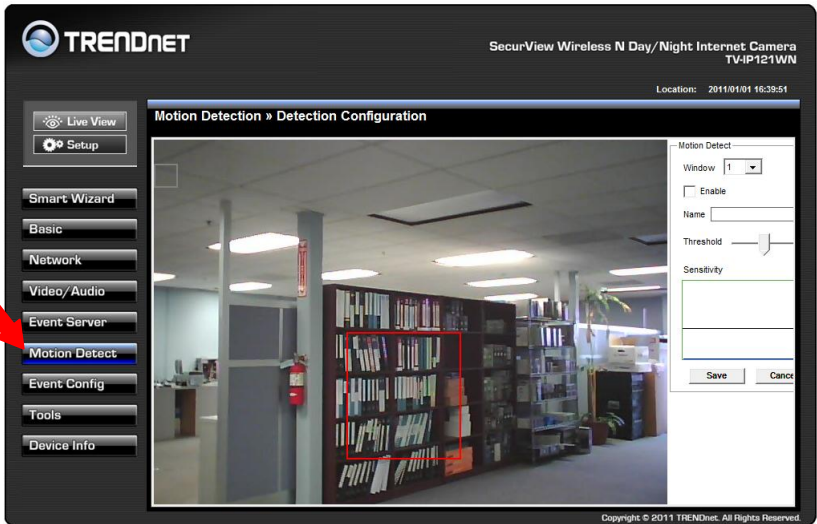 TRENDNET
SecurView Wireless N Day/Night Internet Camera
TV-IP121WN
Location: 2011/01/01 16:39:51
Live View
Setup
Motion Detection » Detection Configuration
Smart Wizard
Basic
Network
Video/Audio
Event Server
Motion Detect
Event Config
Tools
Device Info
Motion Detect
Window 1
Enable
Name
Threshold
Sensitivity
Save
Cance
Copyright © 2011 TRENDnet. All Rights Reserved.